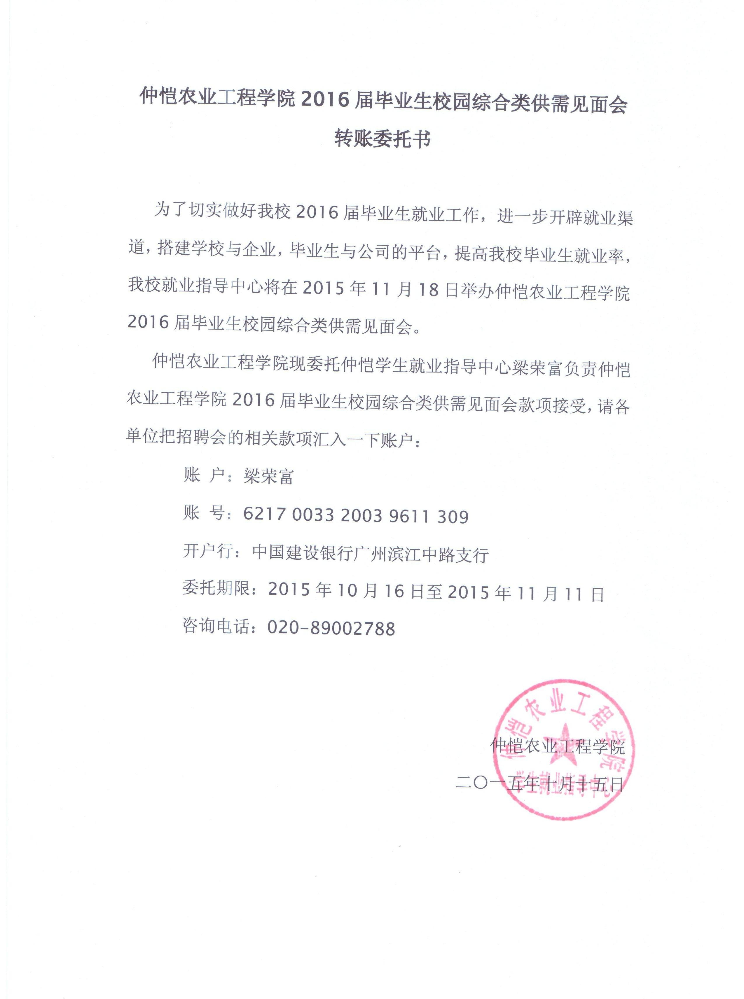 仲恺农业工程学院 2016 届毕业生校园综合类供需见面会
转账委托书
为了切实做好我校 2016 届毕业生就业工作，进一步开辟就业渠
道，搭建学校与企业，毕业生与公司的平台，提高我校毕业生就业率，
我校就业指导中心将在 2015 年 11 月 18 日举办仲恺农业工程学院
2016 届毕业生校园综合类供需见面会。
仲恺农业工程学院现委托仲恺学生就业指导中心梁荣富负责仲恺
农业工程学院 2016 届毕业生校园综合类供需见面会款项接受，请各
单位把招聘会的相关款项汇入一下账户：
账 户：梁荣富
账 号：6217 0033 2003 9611 309
开户行：中国建设银行广州滨江中路支行
委托期限：2015 年 10 月 16 日至 2015 年 11 月 11 日
咨询电话：020-89002788
仲恺农业工程学院
仲恺农业工程学院
二〇一五年十月十五日
学生就业指导中心